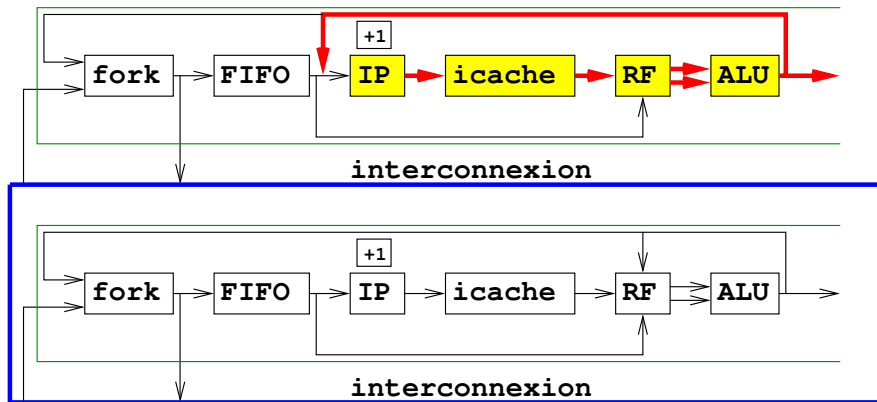 +1
fork FIFO IP icache RF ALU
interconnexion
+1
fork FIFO IP icache RF ALU
interconnexion